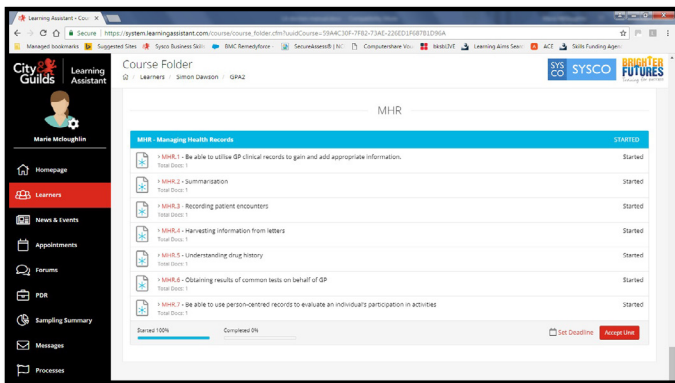 Learning Assistant - Cour
Secure
https://system.learningassistant.com/course/course_folder.cfm?uuidCourse=59A4C30F-7FB2-73AE-226ED1F687B1D96A
Managed bookmarks
Suggested Sites
Sysco Business Skills
BMC Remedyforce
SecureAssess
Computershare
bksbLIVE
Learning Aims Sear
ACE
Skills Funding Agen
City & Guilds
Learning Assistant
Course Folder
Learners / Simon Dawson / GPA2
SYSCO
SYSCO
BRIGHTER FUTURES
Marie Mcloughlin
Homepage
Learners
News & Events
Appointments
Forums
PDR
Sampling Summary
Messages
Processes
MHR
MHR - Managing Health Records STARTED
> MHR.1 - Be able to utilise GP clinical records to gain and add appropriate information. Started
Total Docs: 1
> MHR.2 - Summarisation Started
Total Docs: 1
> MHR.3 - Recording patient encounters Started
Total Docs: 1
> MHR.4 - Harvesting information from letters Started
Total Docs: 1
> MHR.5 - Understanding drug history Started
Total Docs: 1
> MHR.6 - Obtaining results of common tests on behalf of GP Started
Total Docs: 1
> MHR.7 - Be able to use person-centred records to evaluate an individual's participation in activities Started
Total Docs: 1
Started 100% Completed 0% Set Deadline Accept Unit